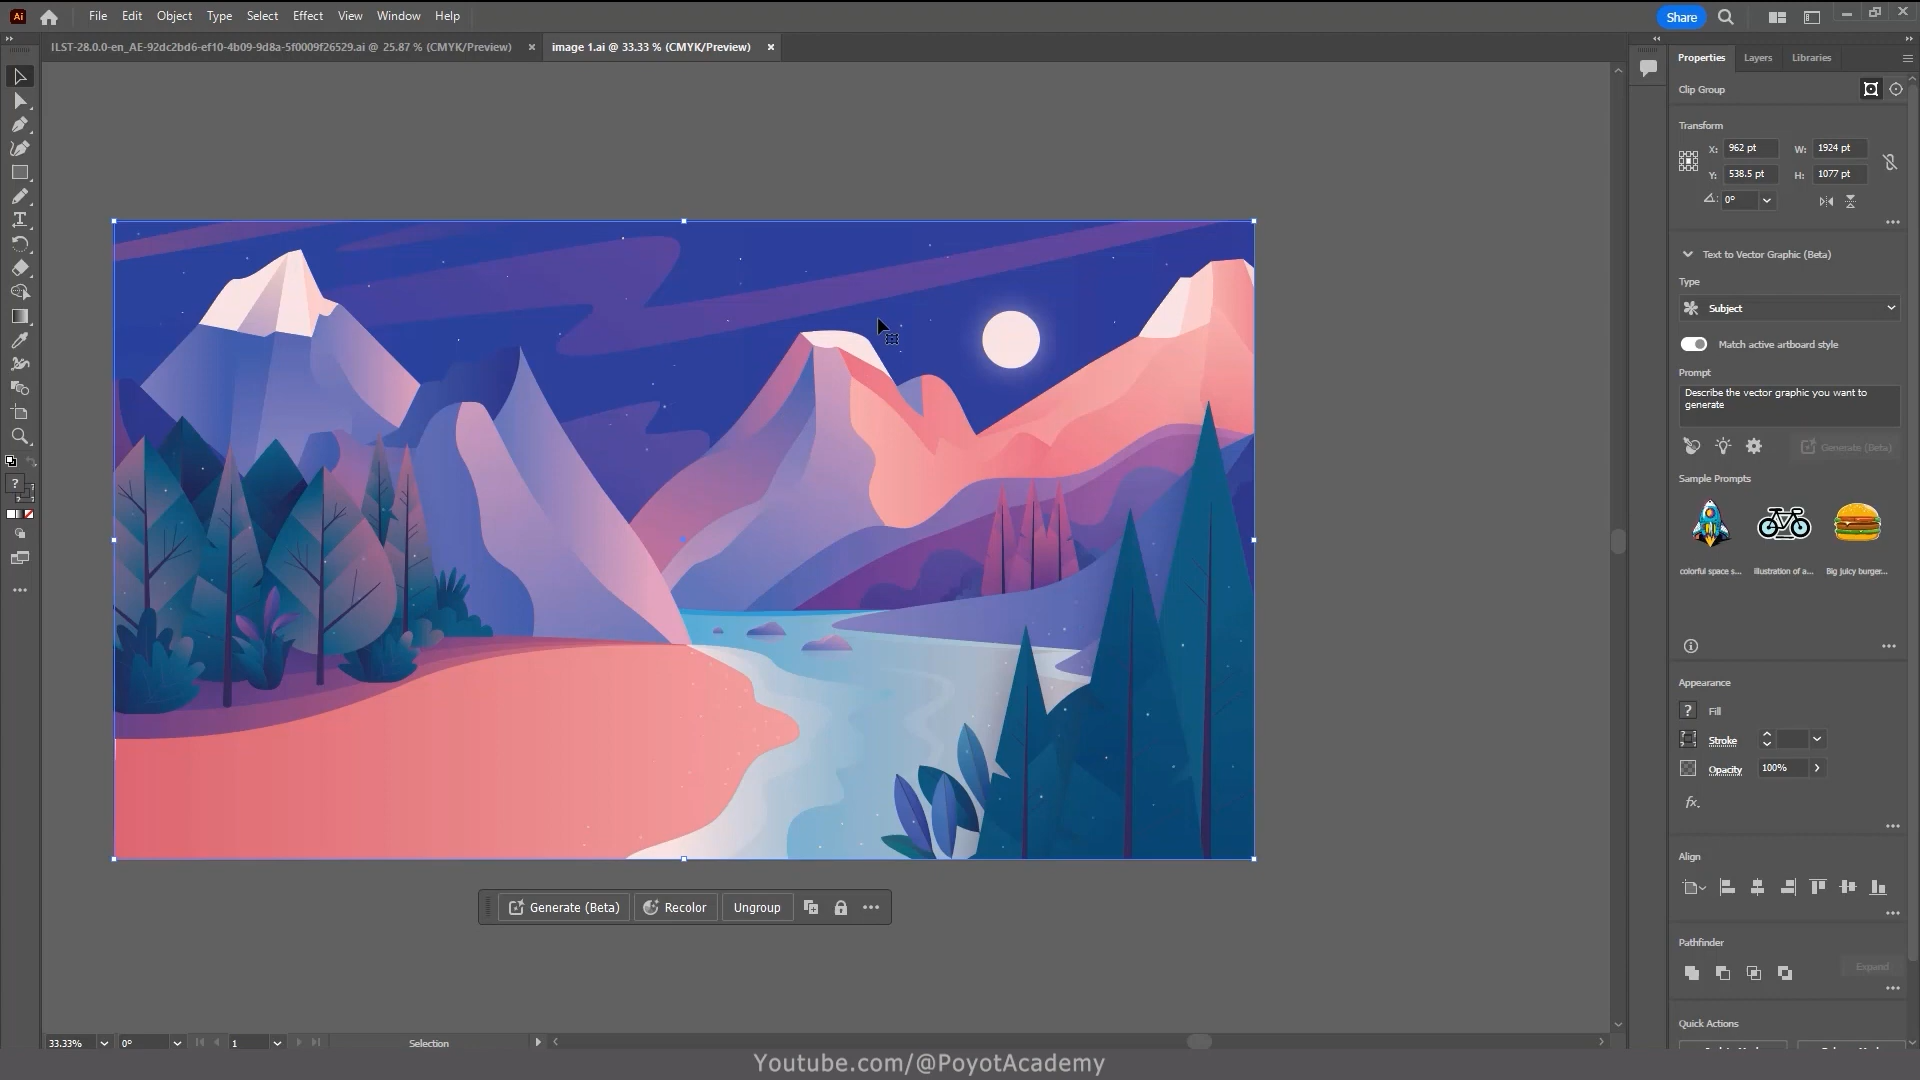 Ai File Edit Object Type Select Effect View Window Help Share
ILST-28.0.0-en_AE-92dc2bd6-ef10-4b09-9d8a-5f0009f26529.ai @ 25.87 % (CMYK/Preview) image 1.ai @ 33.33 % (CMYK/Preview)
Properties Layers Libraries
Clip Group
Transform
X: 962 pt W: 1924 pt
Y: 538.5 pt H: 1077 pt
0°
Text to Vector Graphic (Beta)
Type
Subject
Match active artboard style
Prompt
Describe the vector graphic you want to
generate
Generate (Beta)
Sample Prompts
colorful space s... illustration of a... Big juicy burger...
Appearance
? Fill
Stroke
Opacity 100%
fx.
Align
Pathfinder
Expand
Quick Actions
Generate (Beta) Recolor Ungroup
33.33% 0° 1 Selection
Youtube.com/@PoyotAcademy